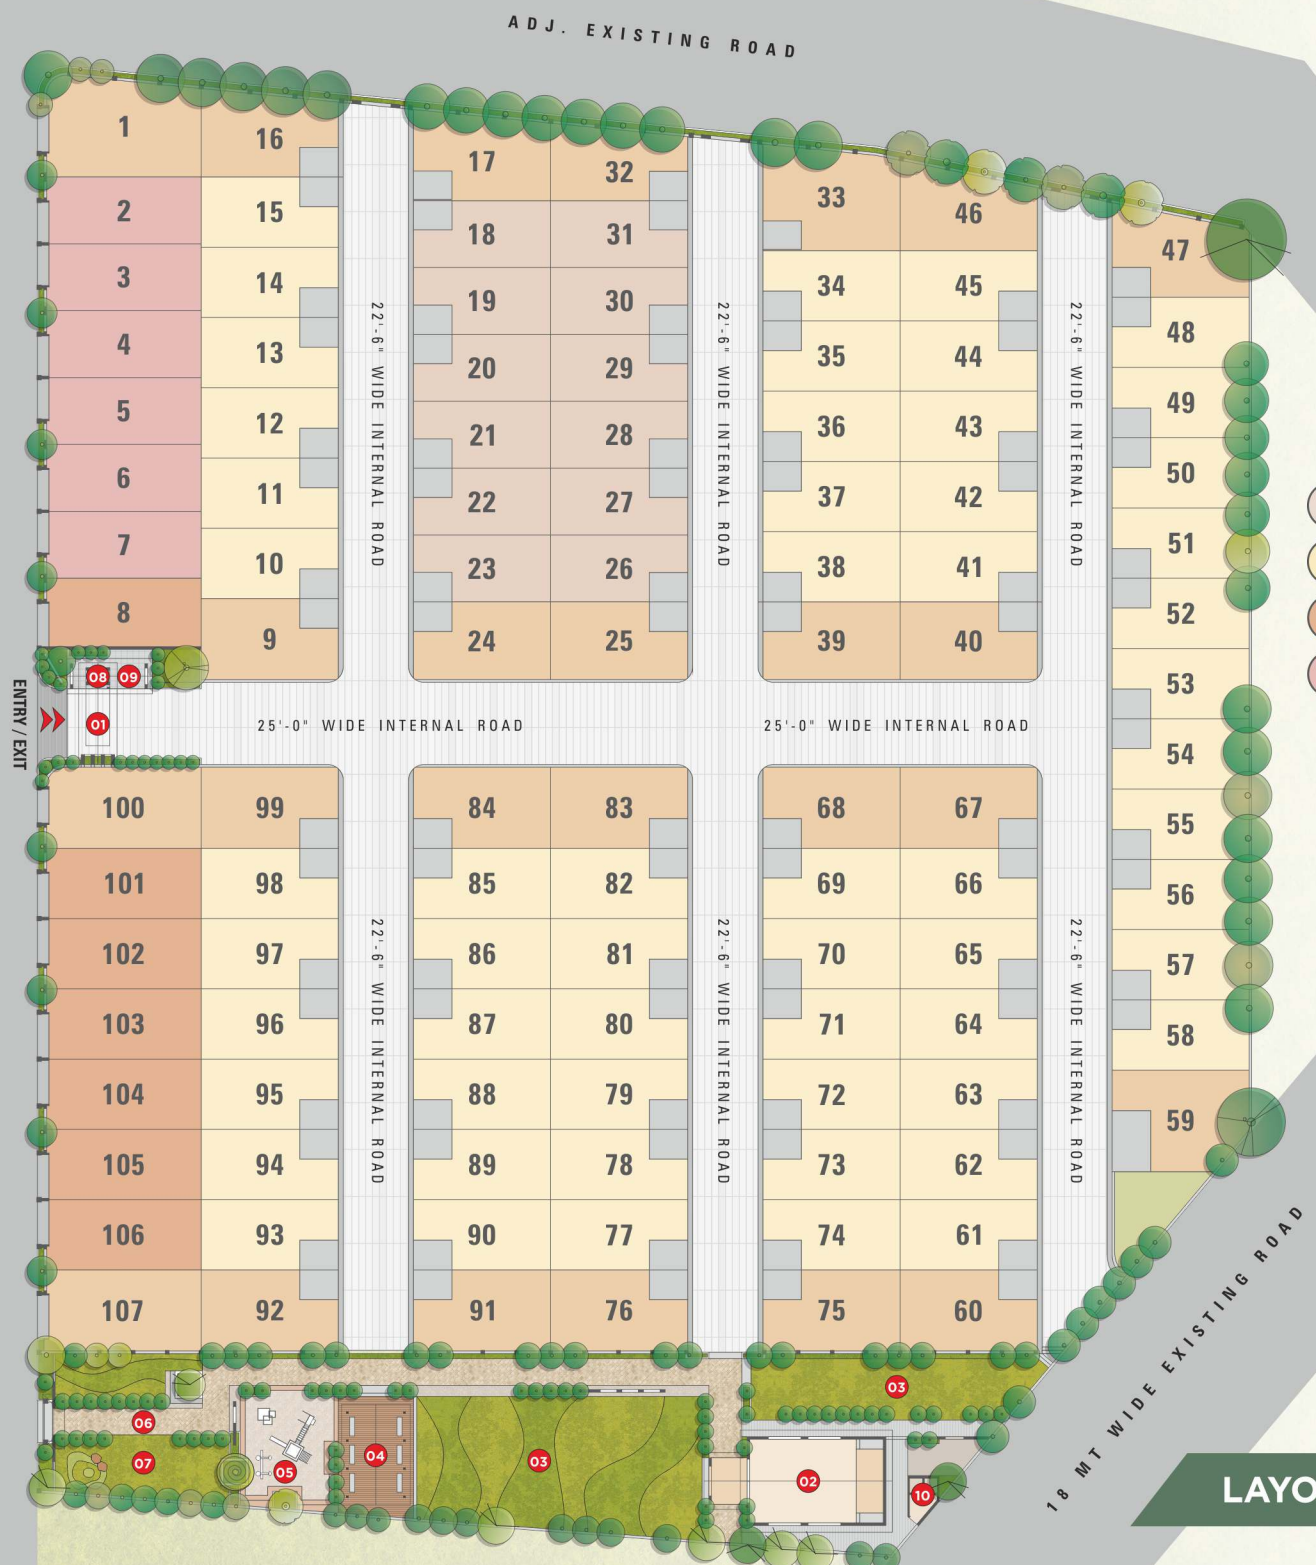 ADJ. EXISTING ROAD
1 16 17 32 33 46 47
2 15 18 31 34 45 48
3 14 19 30 35 44 49
4 13 20 29 36 43 50
5 12 21 28 37 42 51
6 11 22 27 38 41 52
7 10 23 26 39 40 53
8 9 24 25
22'-6" WIDE INTERNAL ROAD
22'-6" WIDE INTERNAL ROAD
22'-6" WIDE INTERNAL ROAD
08 09
01
ENTRY / EXIT
25'-0" WIDE INTERNAL ROAD
25'-0" WIDE INTERNAL ROAD
54
100 99 84 83 68 67 55
101 98 85 82 69 66 56
102 97 86 81 70 65 57
103 96 87 80 71 64 58
104 95 88 79 72 63 59
105 94 89 78 73 62
106 93 90 77 74 61
107 92 91 76 75 60
22'-6" WIDE INTERNAL ROAD
22'-6" WIDE INTERNAL ROAD
22'-6" WIDE INTERNAL ROAD
18 MT WIDE EXISTING ROAD
03
06
07
05
04
03
02
10
LAYO